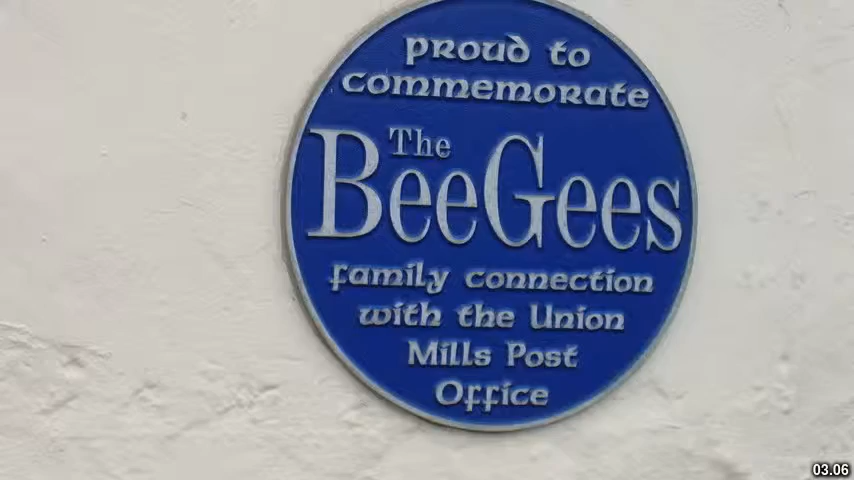 proud to
commemorate
The
BeeGees
family connection
with the Union
Mills Post
Office
03.06